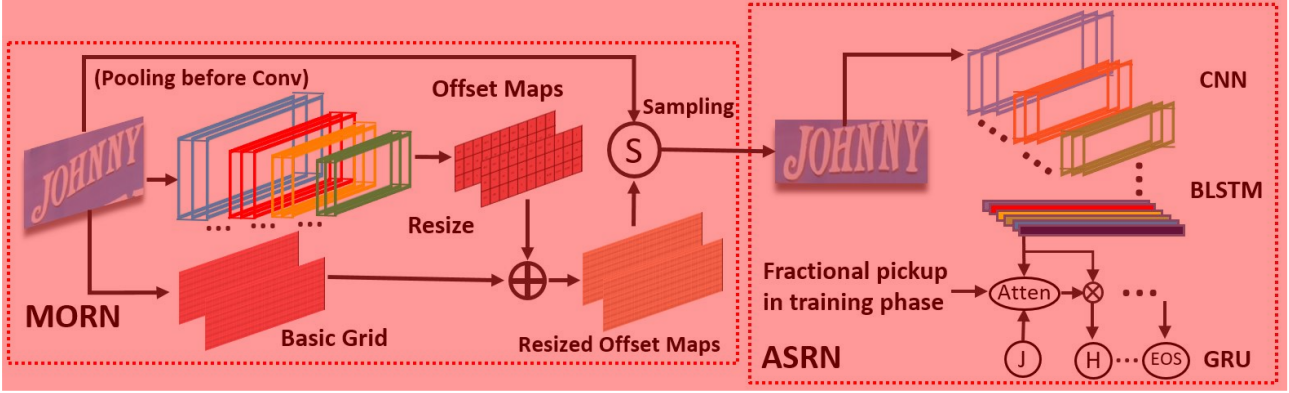 (Pooling before Conv)
Offset Maps
Sampling
JOHNNY
S
Resize
MORN
Basic Grid
Resized Offset Maps
CNN
JOHNNY
BLSTM
Fractional pickup
in training phase
Atten
ASRN
J
H
EOS
GRU